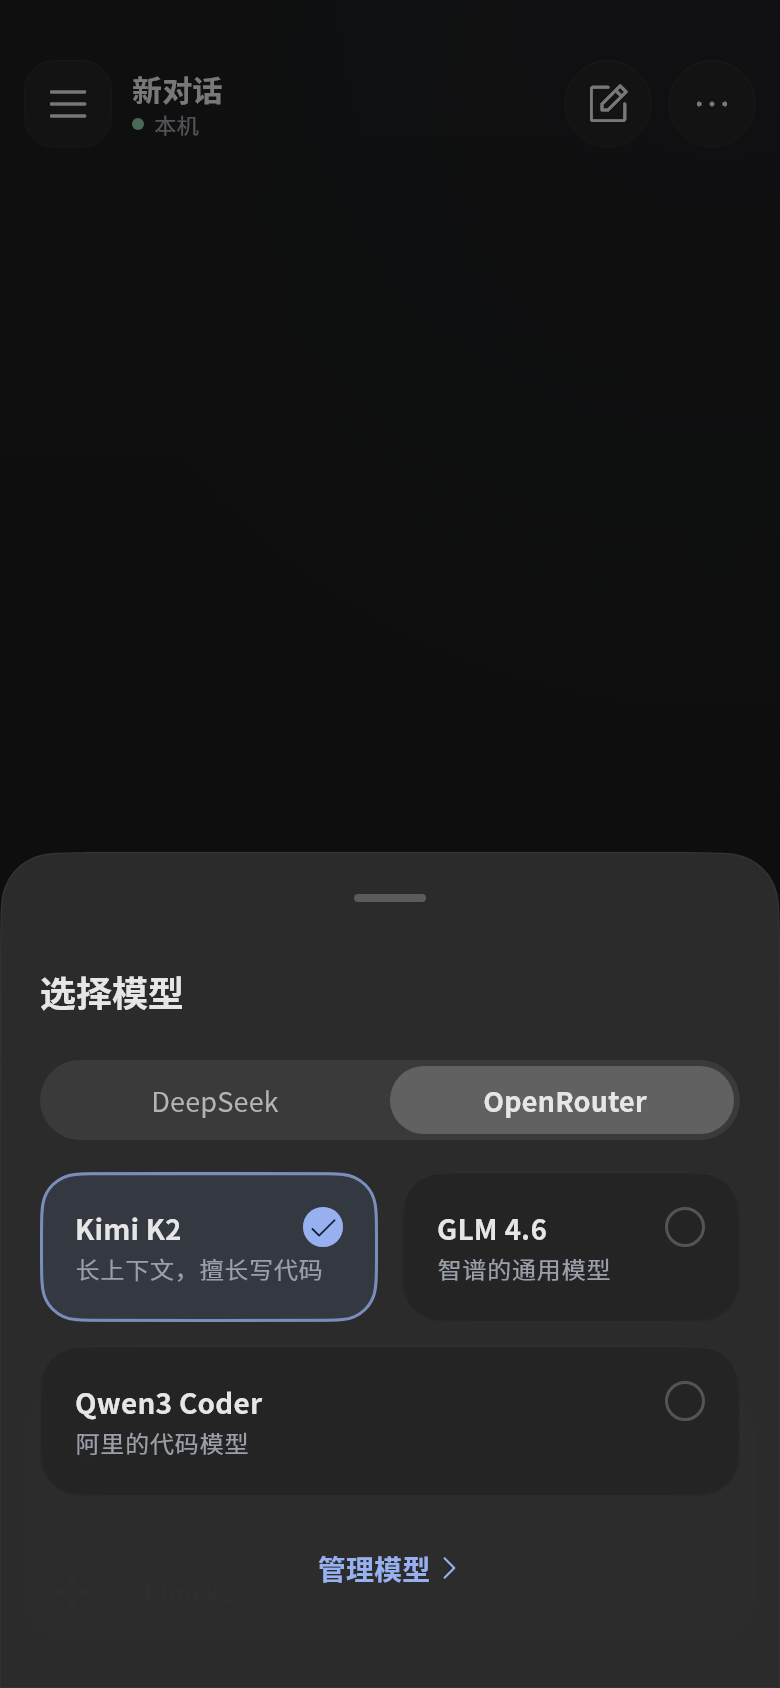 新对话
本机
选择模型
DeepSeek
OpenRouter
Kimi K2
长上下文，擅长写代码
GLM 4.6
智谱的通用模型
Qwen3 Coder
阿里的代码模型
管理模型